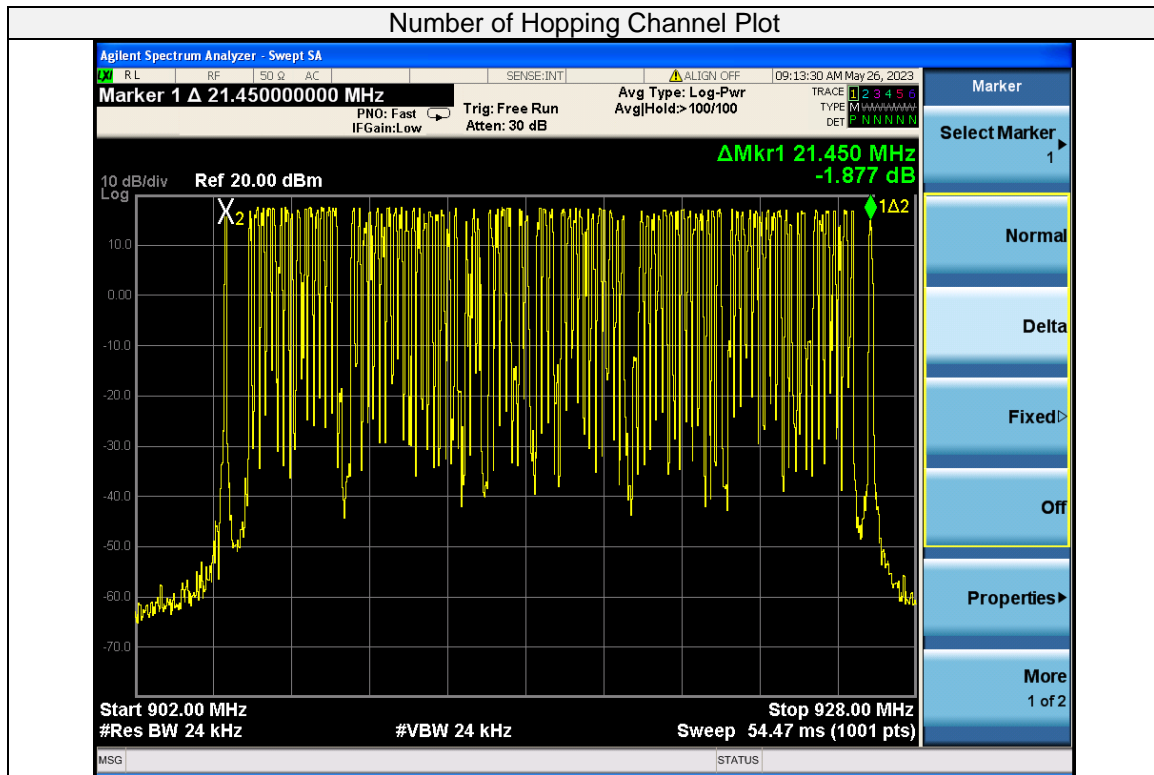 Number of Hopping Channel Plot
Agilent Spectrum Analyzer - Swept SA
LXI RL RF 50 Ω AC SENSE:INT ALIGN OFF 09:13:30 AM May 26, 2023
Marker 1 Δ 21.450000000 MHz
PNO: Fast
IFGain:Low
Trig: Free Run
Atten: 30 dB
Avg Type: Log-Pwr
Avg|Hold:>100/100
TRACE 1 2 3 4 5 6
TYPE M
DET P N N N N N
ΔMkr1 21.450 MHz
-1.877 dB
10 dB/div Ref 20.00 dBm
Log
X2
1Δ2
10.0
0.00
-10.0
-20.0
-30.0
-40.0
-50.0
-60.0
-70.0
Start 902.00 MHz Stop 928.00 MHz
#Res BW 24 kHz #VBW 24 kHz Sweep 54.47 ms (1001 pts)
MSG STATUS
Marker
Select Marker
1
Normal
Delta
Fixed
Off
Properties
More
1 of 2